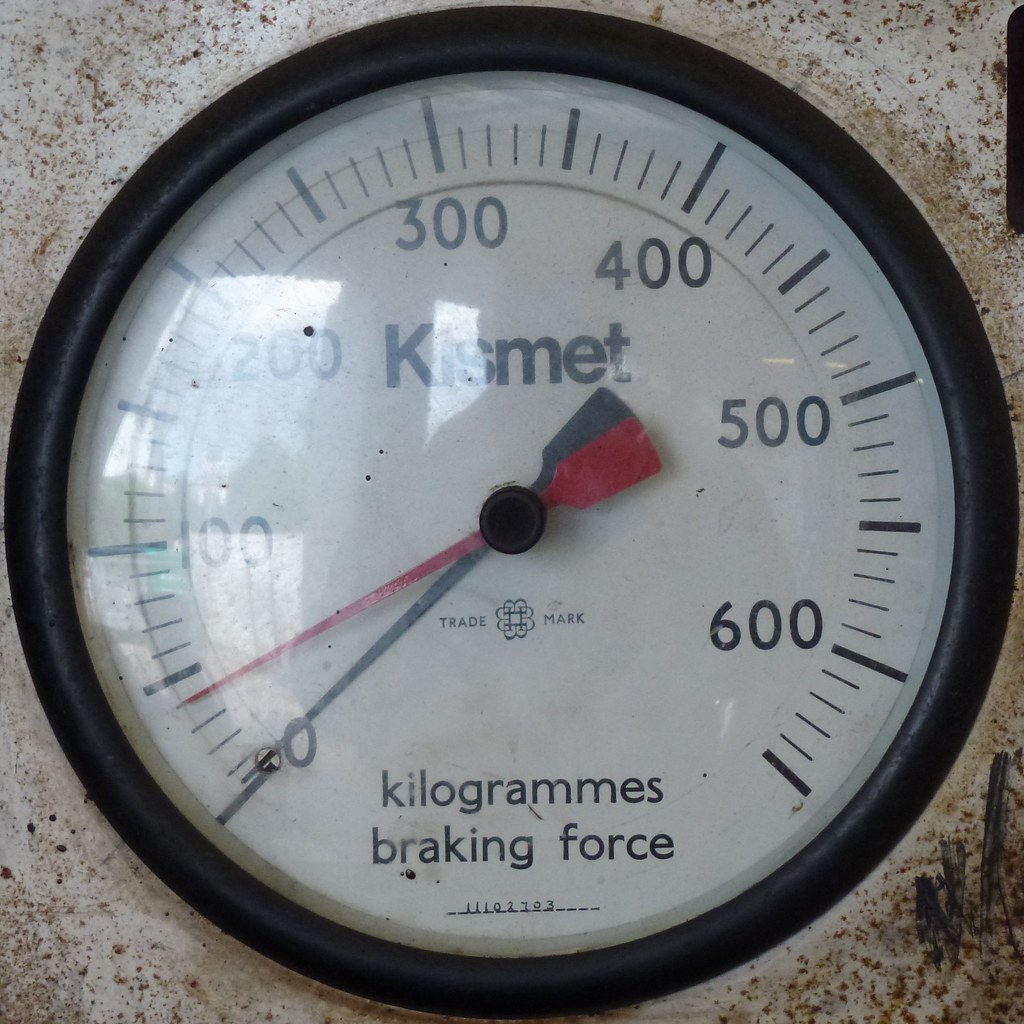 300
400
200
Kismet
500
100
TRADE MARK
600
0
kilogrammes
braking force
11102703